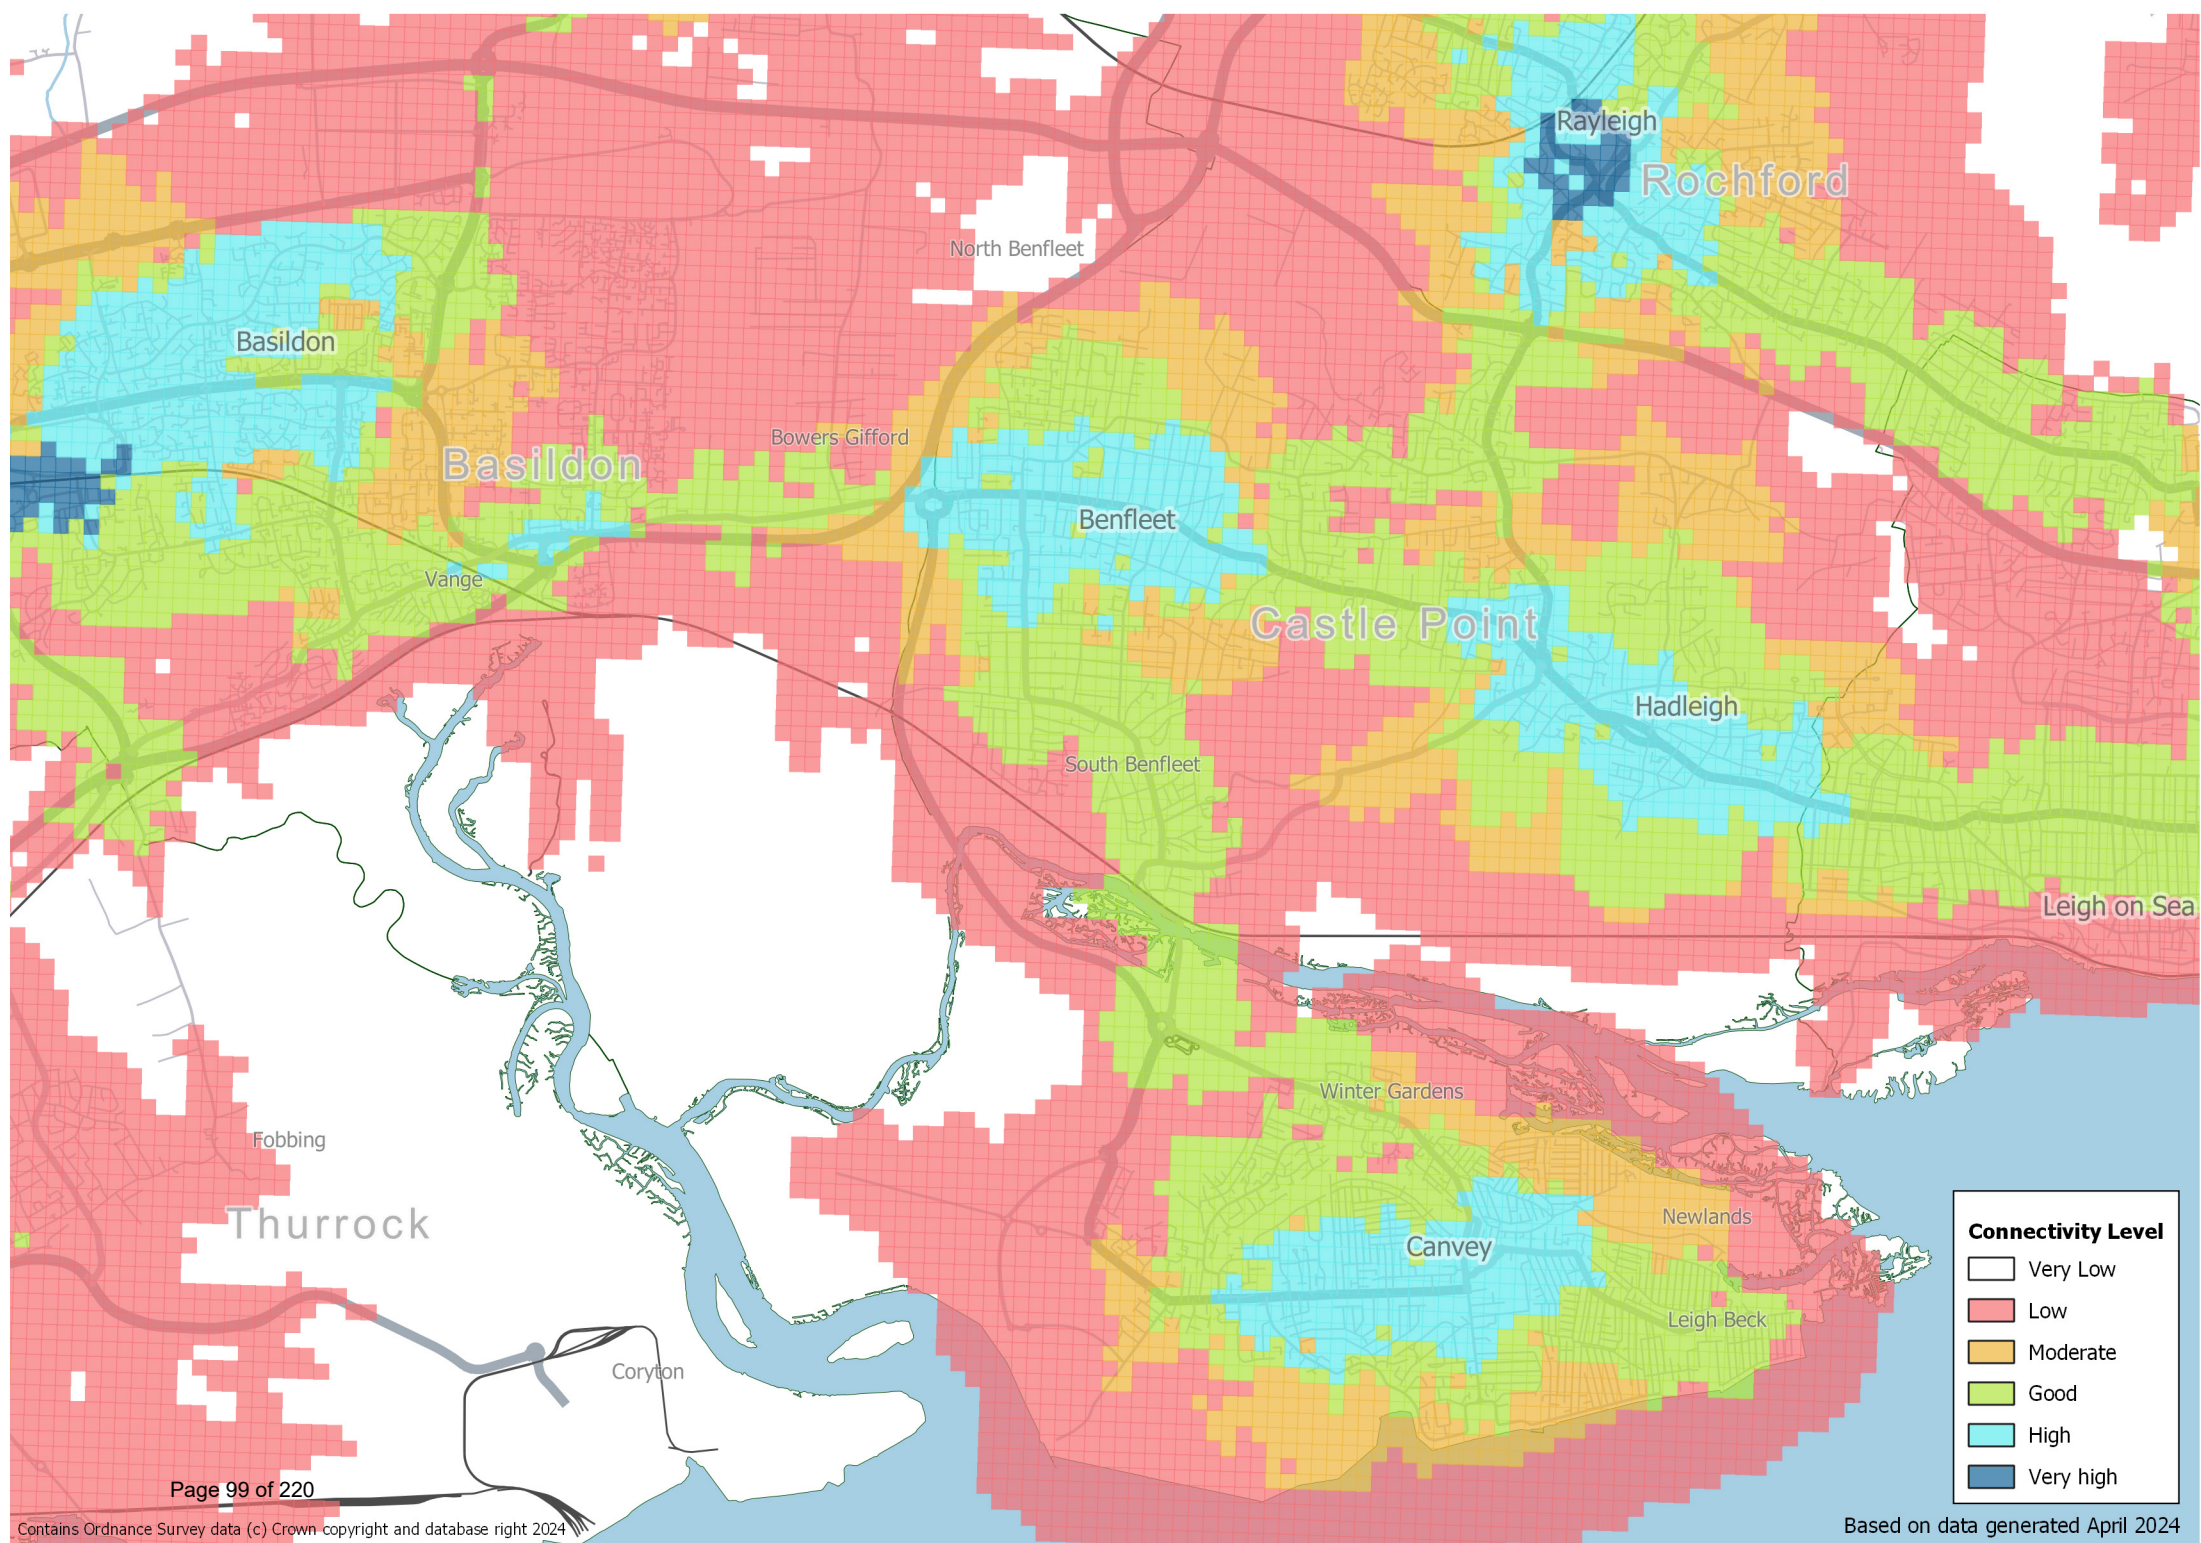 Rayleigh
Rochford
North Benfleet
Basildon
Bowers Gifford
Basildon
Benfleet
Vange
Castle Point
Hadleigh
South Benfleet
Leigh on Sea
Winter Gardens
Fobbing
Newlands
Thurrock
Canvey
Leigh Beck
Coryton
Connectivity Level
Very Low
Low
Moderate
Good
High
Very high
Page 99 of 220
Contains Ordnance Survey data (c) Crown copyright and database right 2024
Based on data generated April 2024